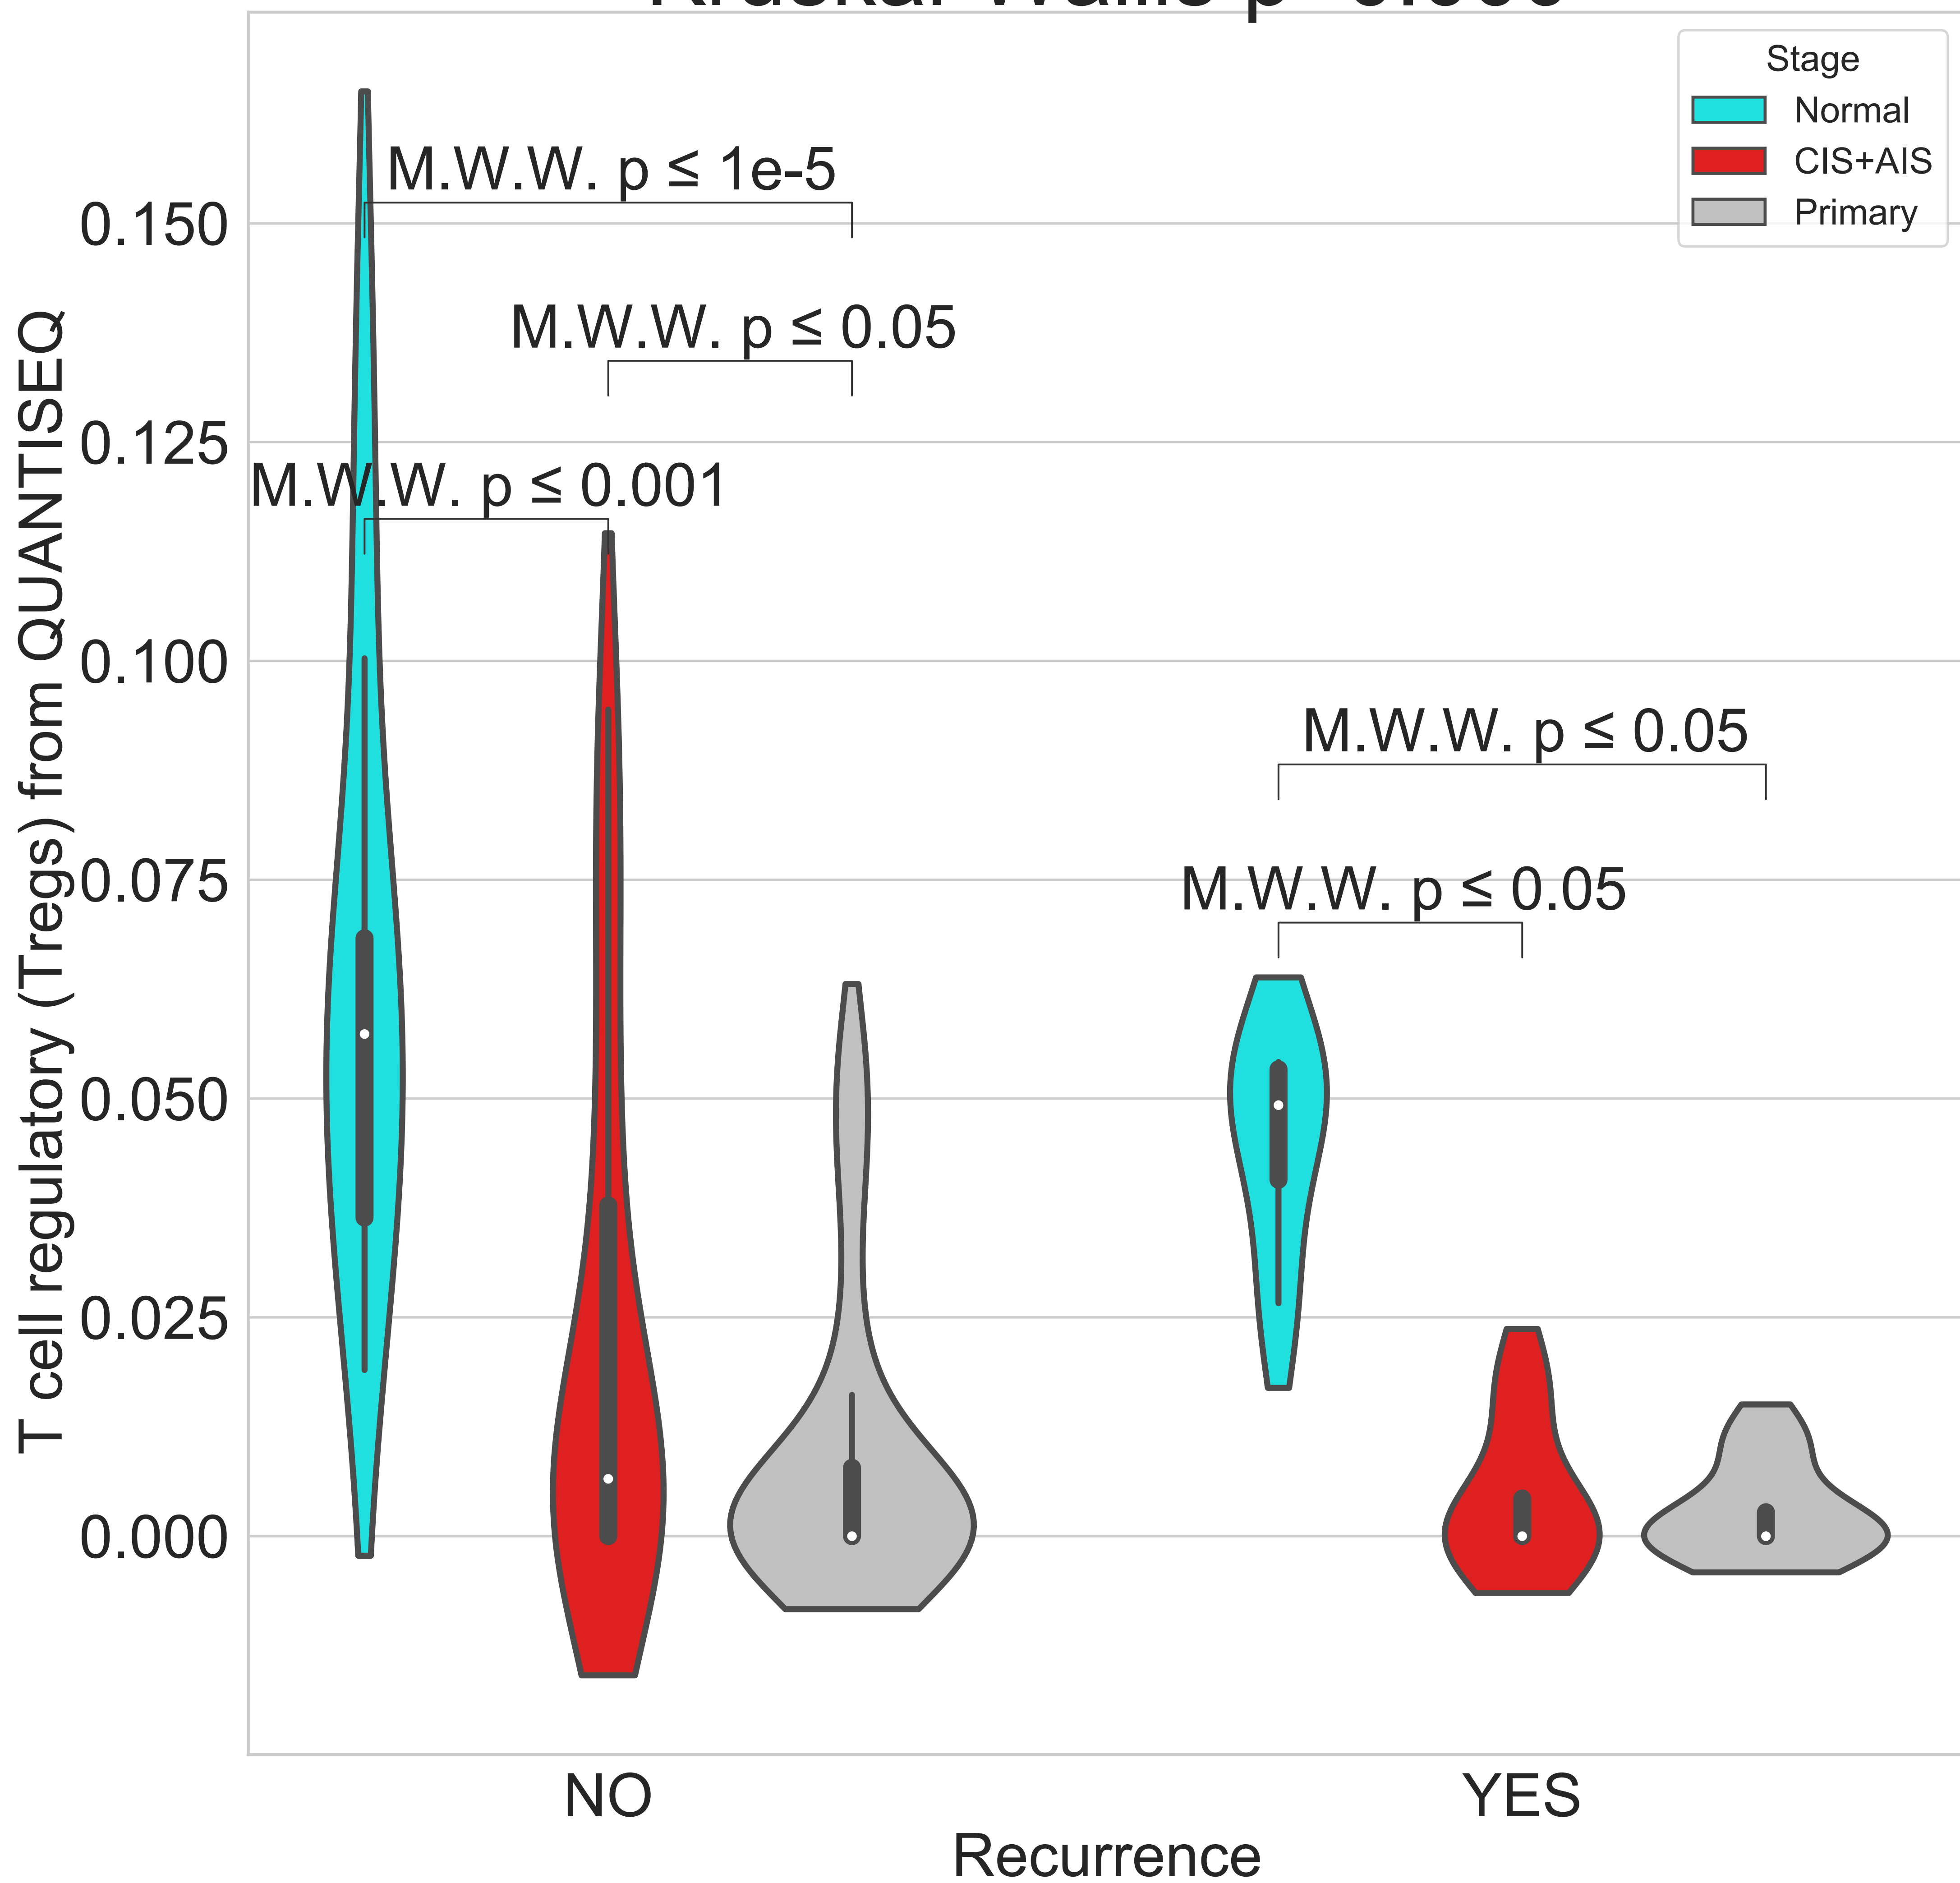 Stage
Normal
CIS+AIS
Primary
M.W.W. p ≤ 1e-5
M.W.W. p ≤ 0.05
M.W.W. p ≤ 0.001
M.W.W. p ≤ 0.05
M.W.W. p ≤ 0.05
T cell regulatory (Tregs) from QUANTISEQ
0.150
0.125
0.100
0.075
0.050
0.025
0.000
NO
YES
Recurrence